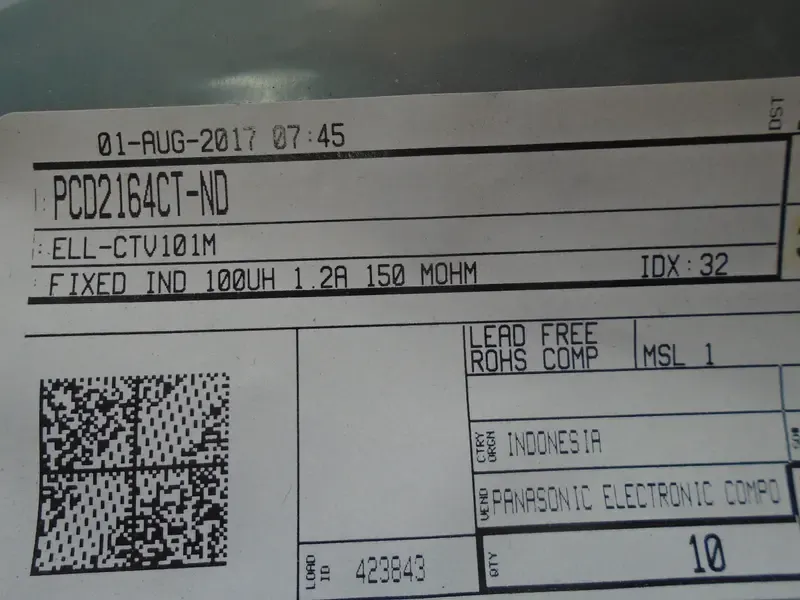 DST
01-AUG-2017 07:45
PCD2164CT-ND
ELL-CTV101M
FIXED IND 100UH 1.2A 150 MOHM IDX:32
LEAD FREE
ROHS COMP
MSL 1
CTRY
ORGN
INDONESIA
VEND PANASONIC ELECTRONIC COMPO
LOAD
ID
423843
QTY 10